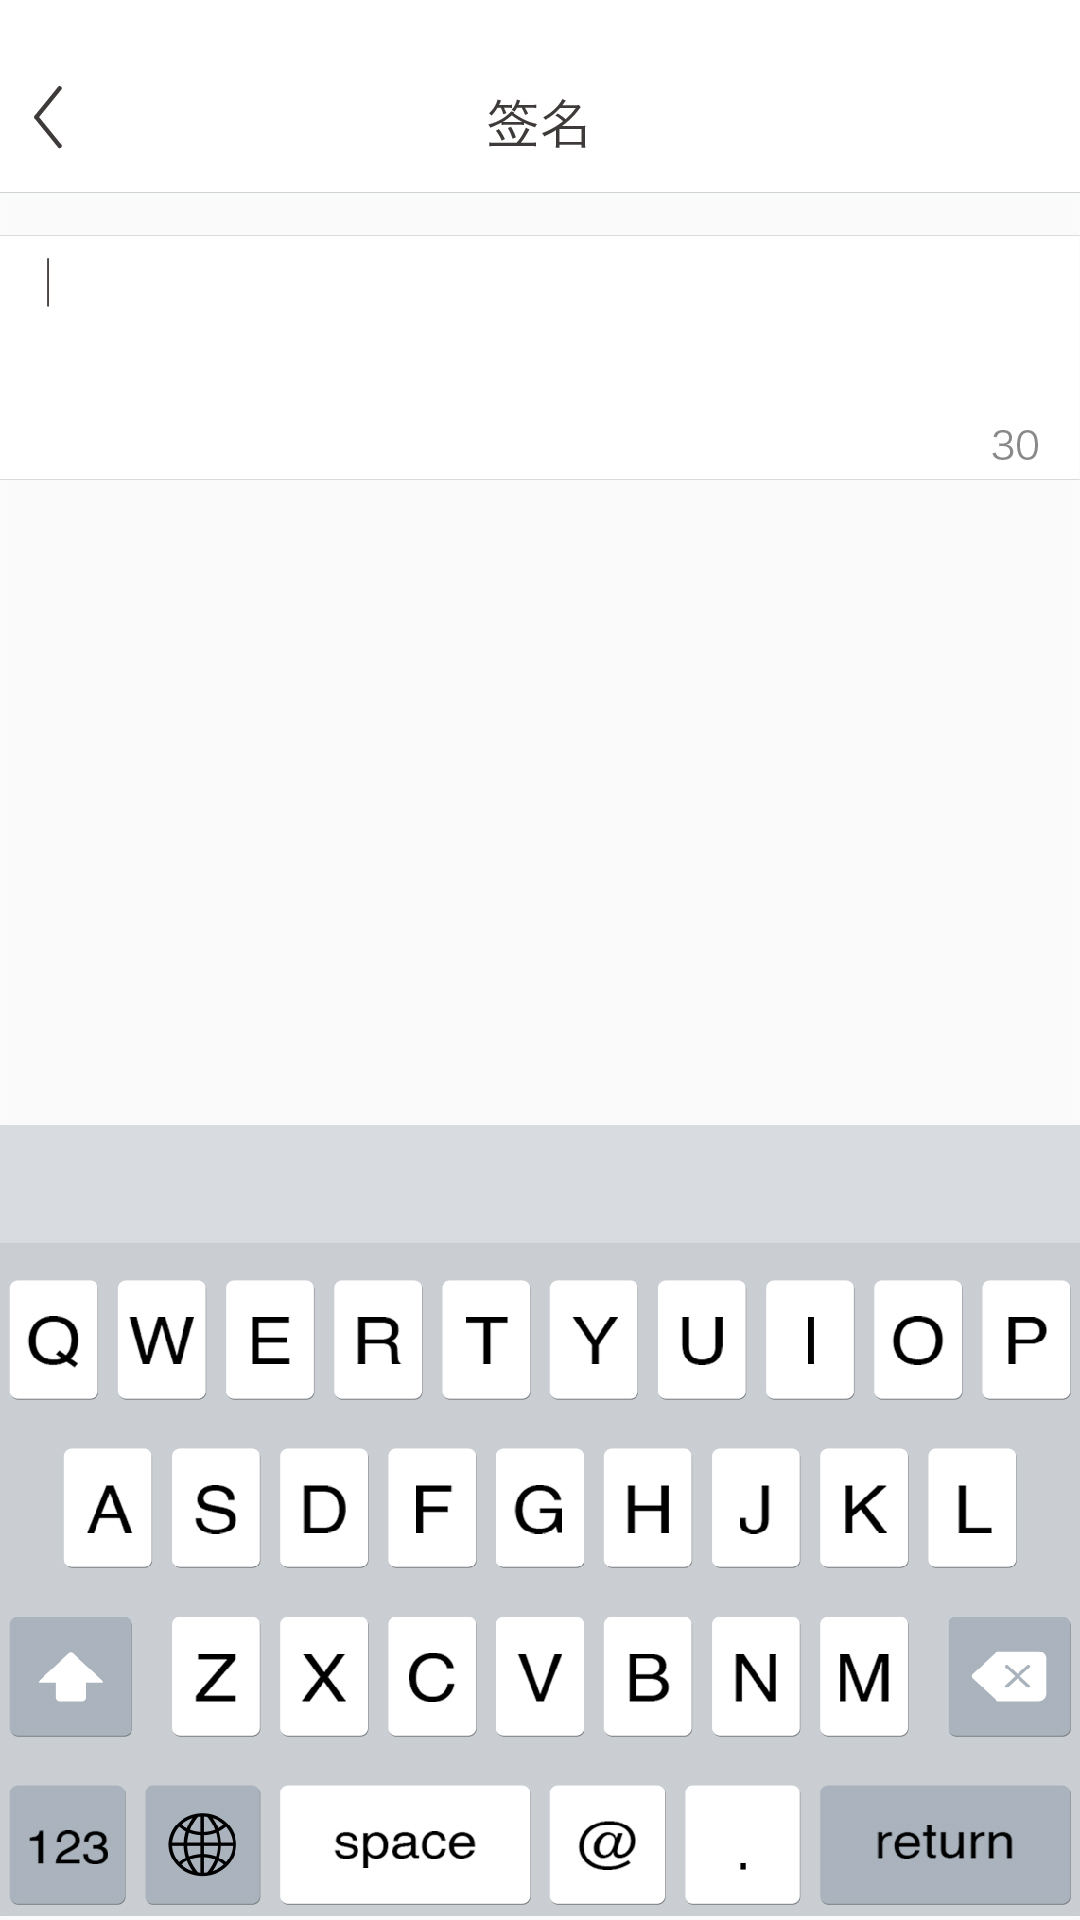 签名
30
Q W E R T Y U I O P
A S D F G H J K L
Z X C V B N M
123 space @ . return